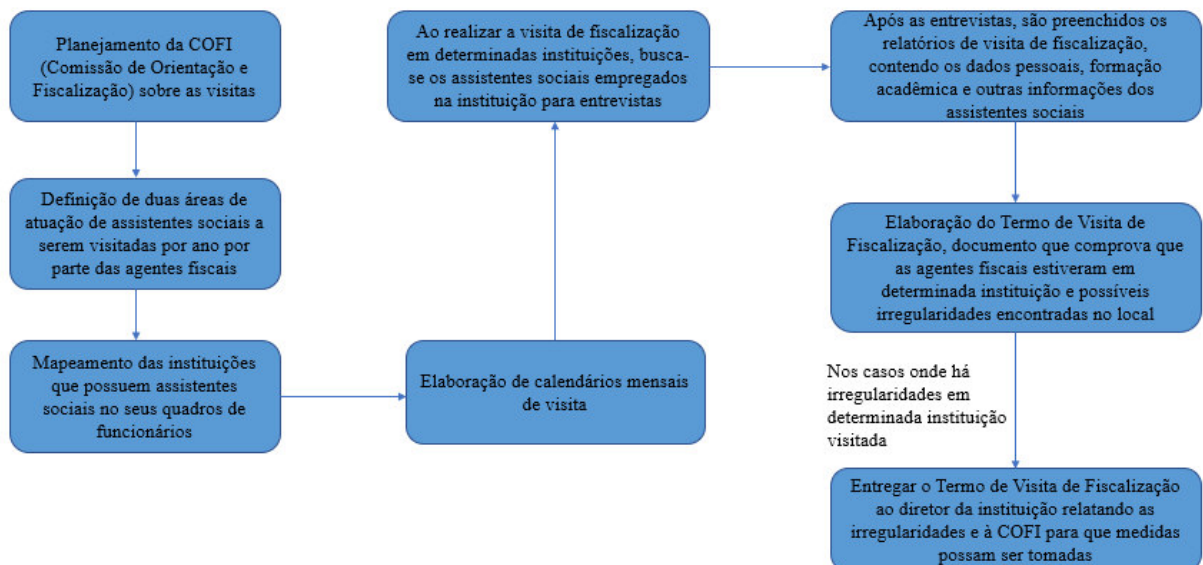 Planejamento da COFI
(Comissão de Orientação e
Fiscalização) sobre as visitas
Definição de duas áreas de
atuação de assistentes sociais a
serem visitadas por ano por
parte das agentes fiscais
Mapeamento das instituições
que possuem assistentes
sociais no seus quadros de
funcionários
Elaboração de calendários mensais
de visita
Ao realizar a visita de fiscalização
em determinadas instituições, busca-
se os assistentes sociais empregados
na instituição para entrevistas
Após as entrevistas, são preenchidos os
relatórios de visita de fiscalização,
contendo os dados pessoais, formação
acadêmica e outras informações dos
assistentes sociais
Elaboração do Termo de Visita de
Fiscalização, documento que comprova que
as agentes fiscais estiveram em
determinada instituição e possíveis
irregularidades encontradas no local
Nos casos onde há
irregularidades em
determinada instituição
visitada
Entregar o Termo de Visita de Fiscalização
ao diretor da instituição relatando as
irregularidades e à COFI para que medidas
possam ser tomadas